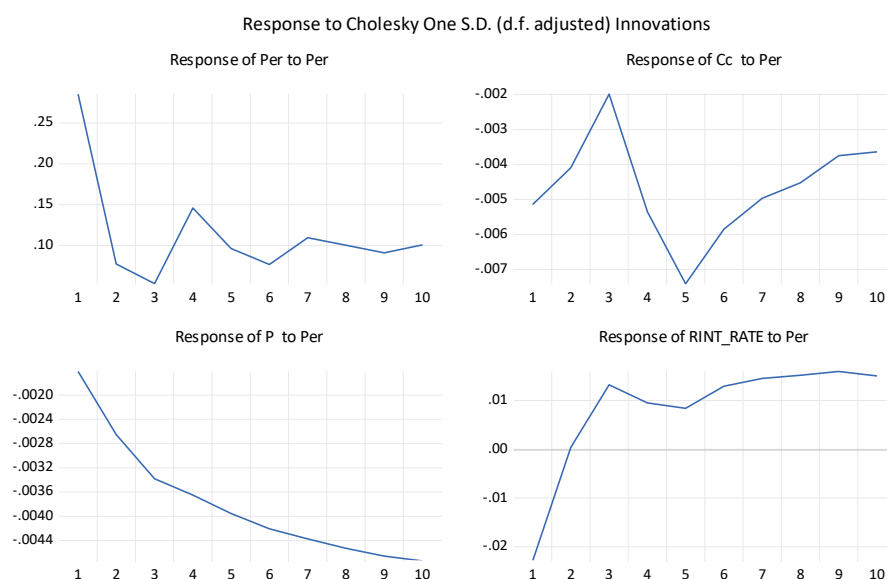 Response to Cholesky One S.D. (d.f. adjusted) Innovations
Response of Per to Per
.25
.20
.15
.10
1 2 3 4 5 6 7 8 9 10
Response of Cc to Per
-.002
-.003
-.004
-.005
-.006
-.007
1 2 3 4 5 6 7 8 9 10
Response of P to Per
-.0020
-.0024
-.0028
-.0032
-.0036
-.0040
-.0044
1 2 3 4 5 6 7 8 9 10
Response of RINT_RATE to Per
.01
.00
-.01
-.02
1 2 3 4 5 6 7 8 9 10